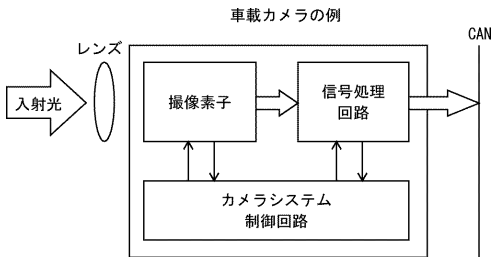 車載カメラの例
CAN
レンズ
入射光
撮像素子
信号処理
回路
カメラシステム
制御回路